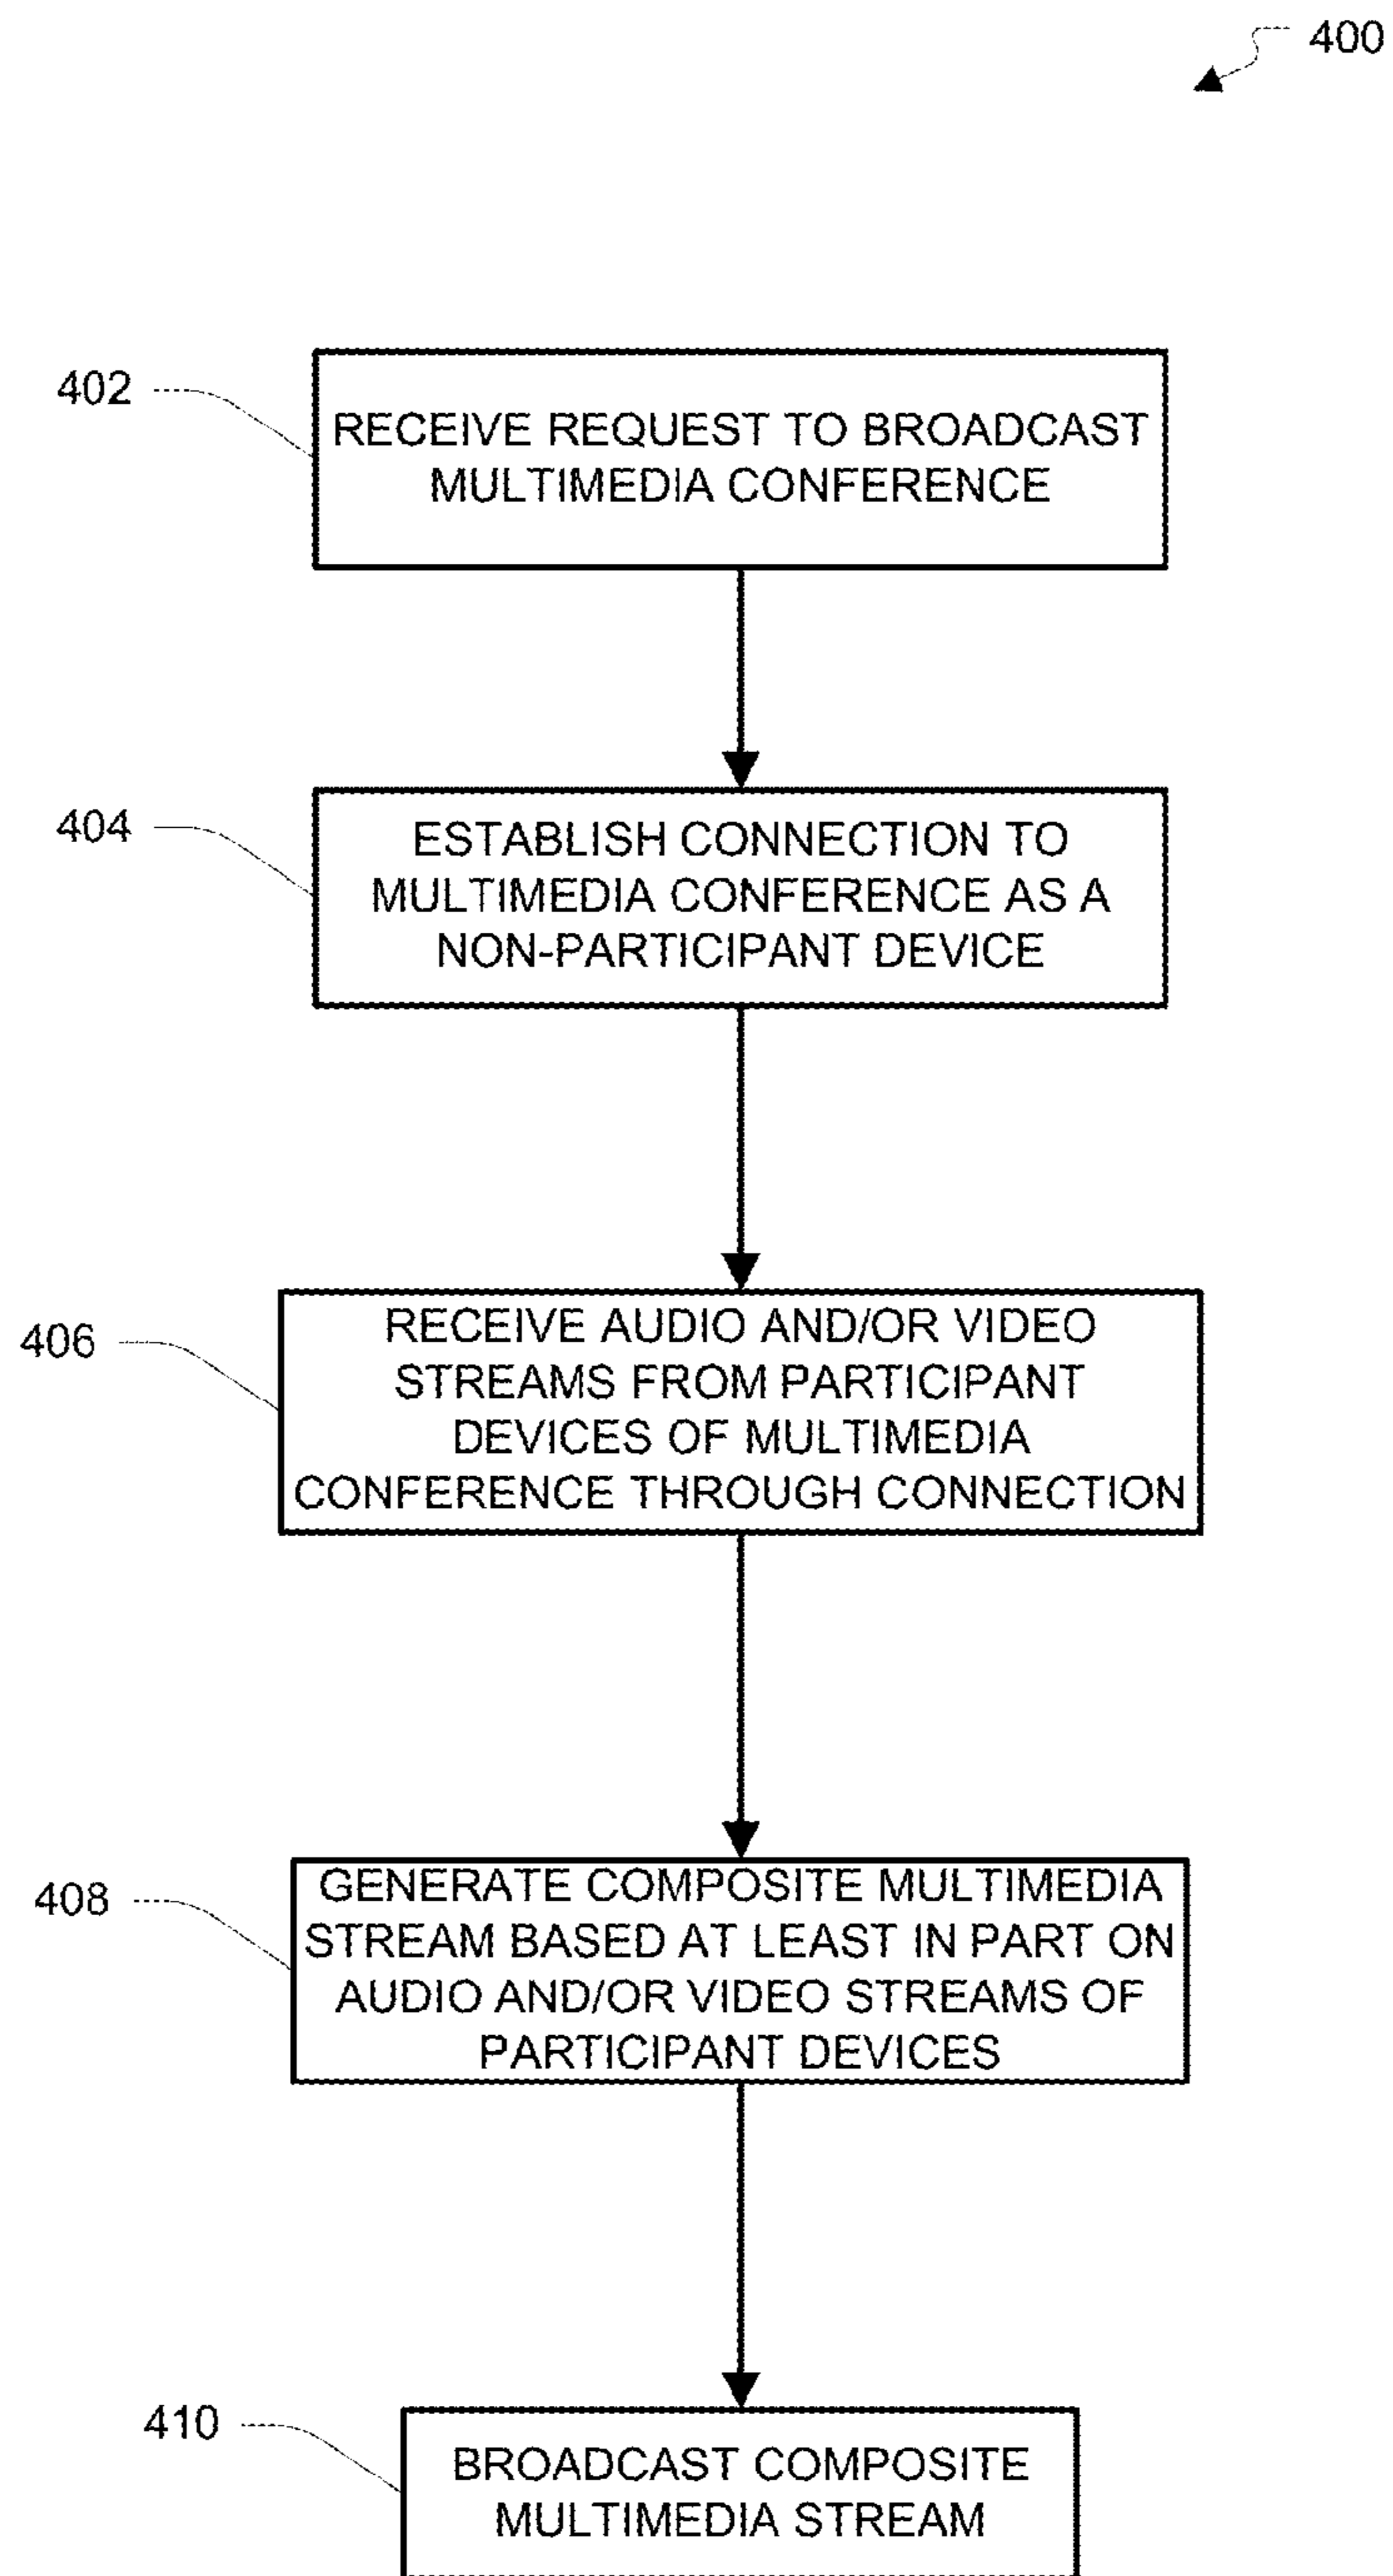 400
402
RECEIVE REQUEST TO BROADCAST
MULTIMEDIA CONFERENCE
404
ESTABLISH CONNECTION TO
MULTIMEDIA CONFERENCE AS A
NON-PARTICIPANT DEVICE
406
RECEIVE AUDIO AND/OR VIDEO
STREAMS FROM PARTICIPANT
DEVICES OF MULTIMEDIA
CONFERENCE THROUGH CONNECTION
408
GENERATE COMPOSITE MULTIMEDIA
STREAM BASED AT LEAST IN PART ON
AUDIO AND/OR VIDEO STREAMS OF
PARTICIPANT DEVICES
410
BROADCAST COMPOSITE
MULTIMEDIA STREAM